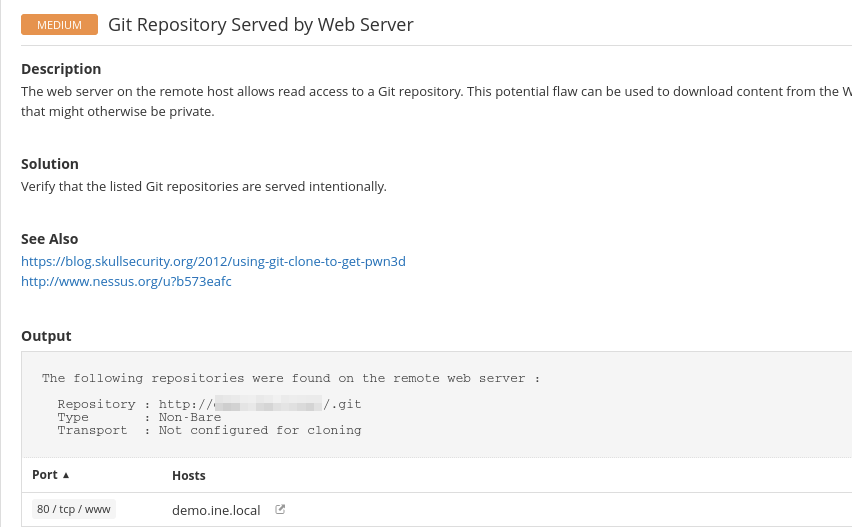 MEDIUM Git Repository Served by Web Server
Description
The web server on the remote host allows read access to a Git repository. This potential flaw can be used to download content from the W
that might otherwise be private.
Solution
Verify that the listed Git repositories are served intentionally.
See Also
https://blog.skullsecurity.org/2012/using-git-clone-to-get-pwn3d
http://www.nessus.org/u?b573eafc
Output
The following repositories were found on the remote web server :
Repository : http:///.git
Type : Non-Bare
Transport : Not configured for cloning
Port ▲ Hosts
80 / tcp / www demo.ine.local